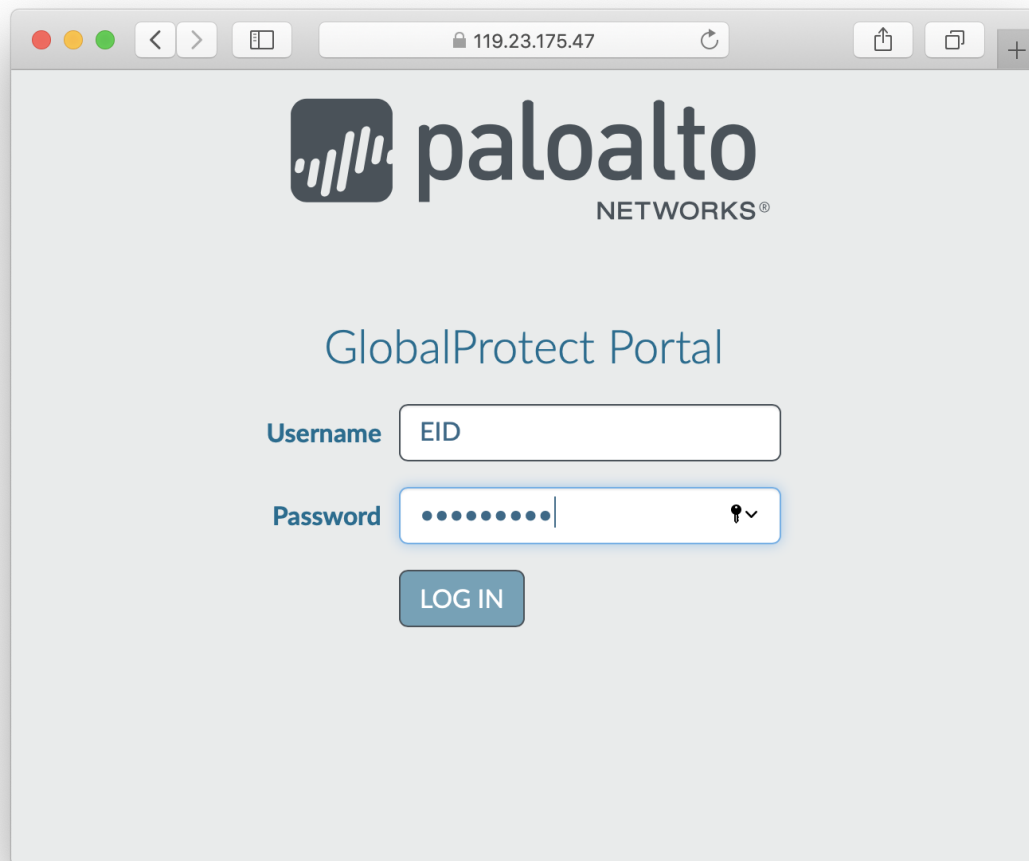 119.23.175.47
paloalto
NETWORKS®
GlobalProtect Portal
Username EID
Password •••••••••
LOG IN